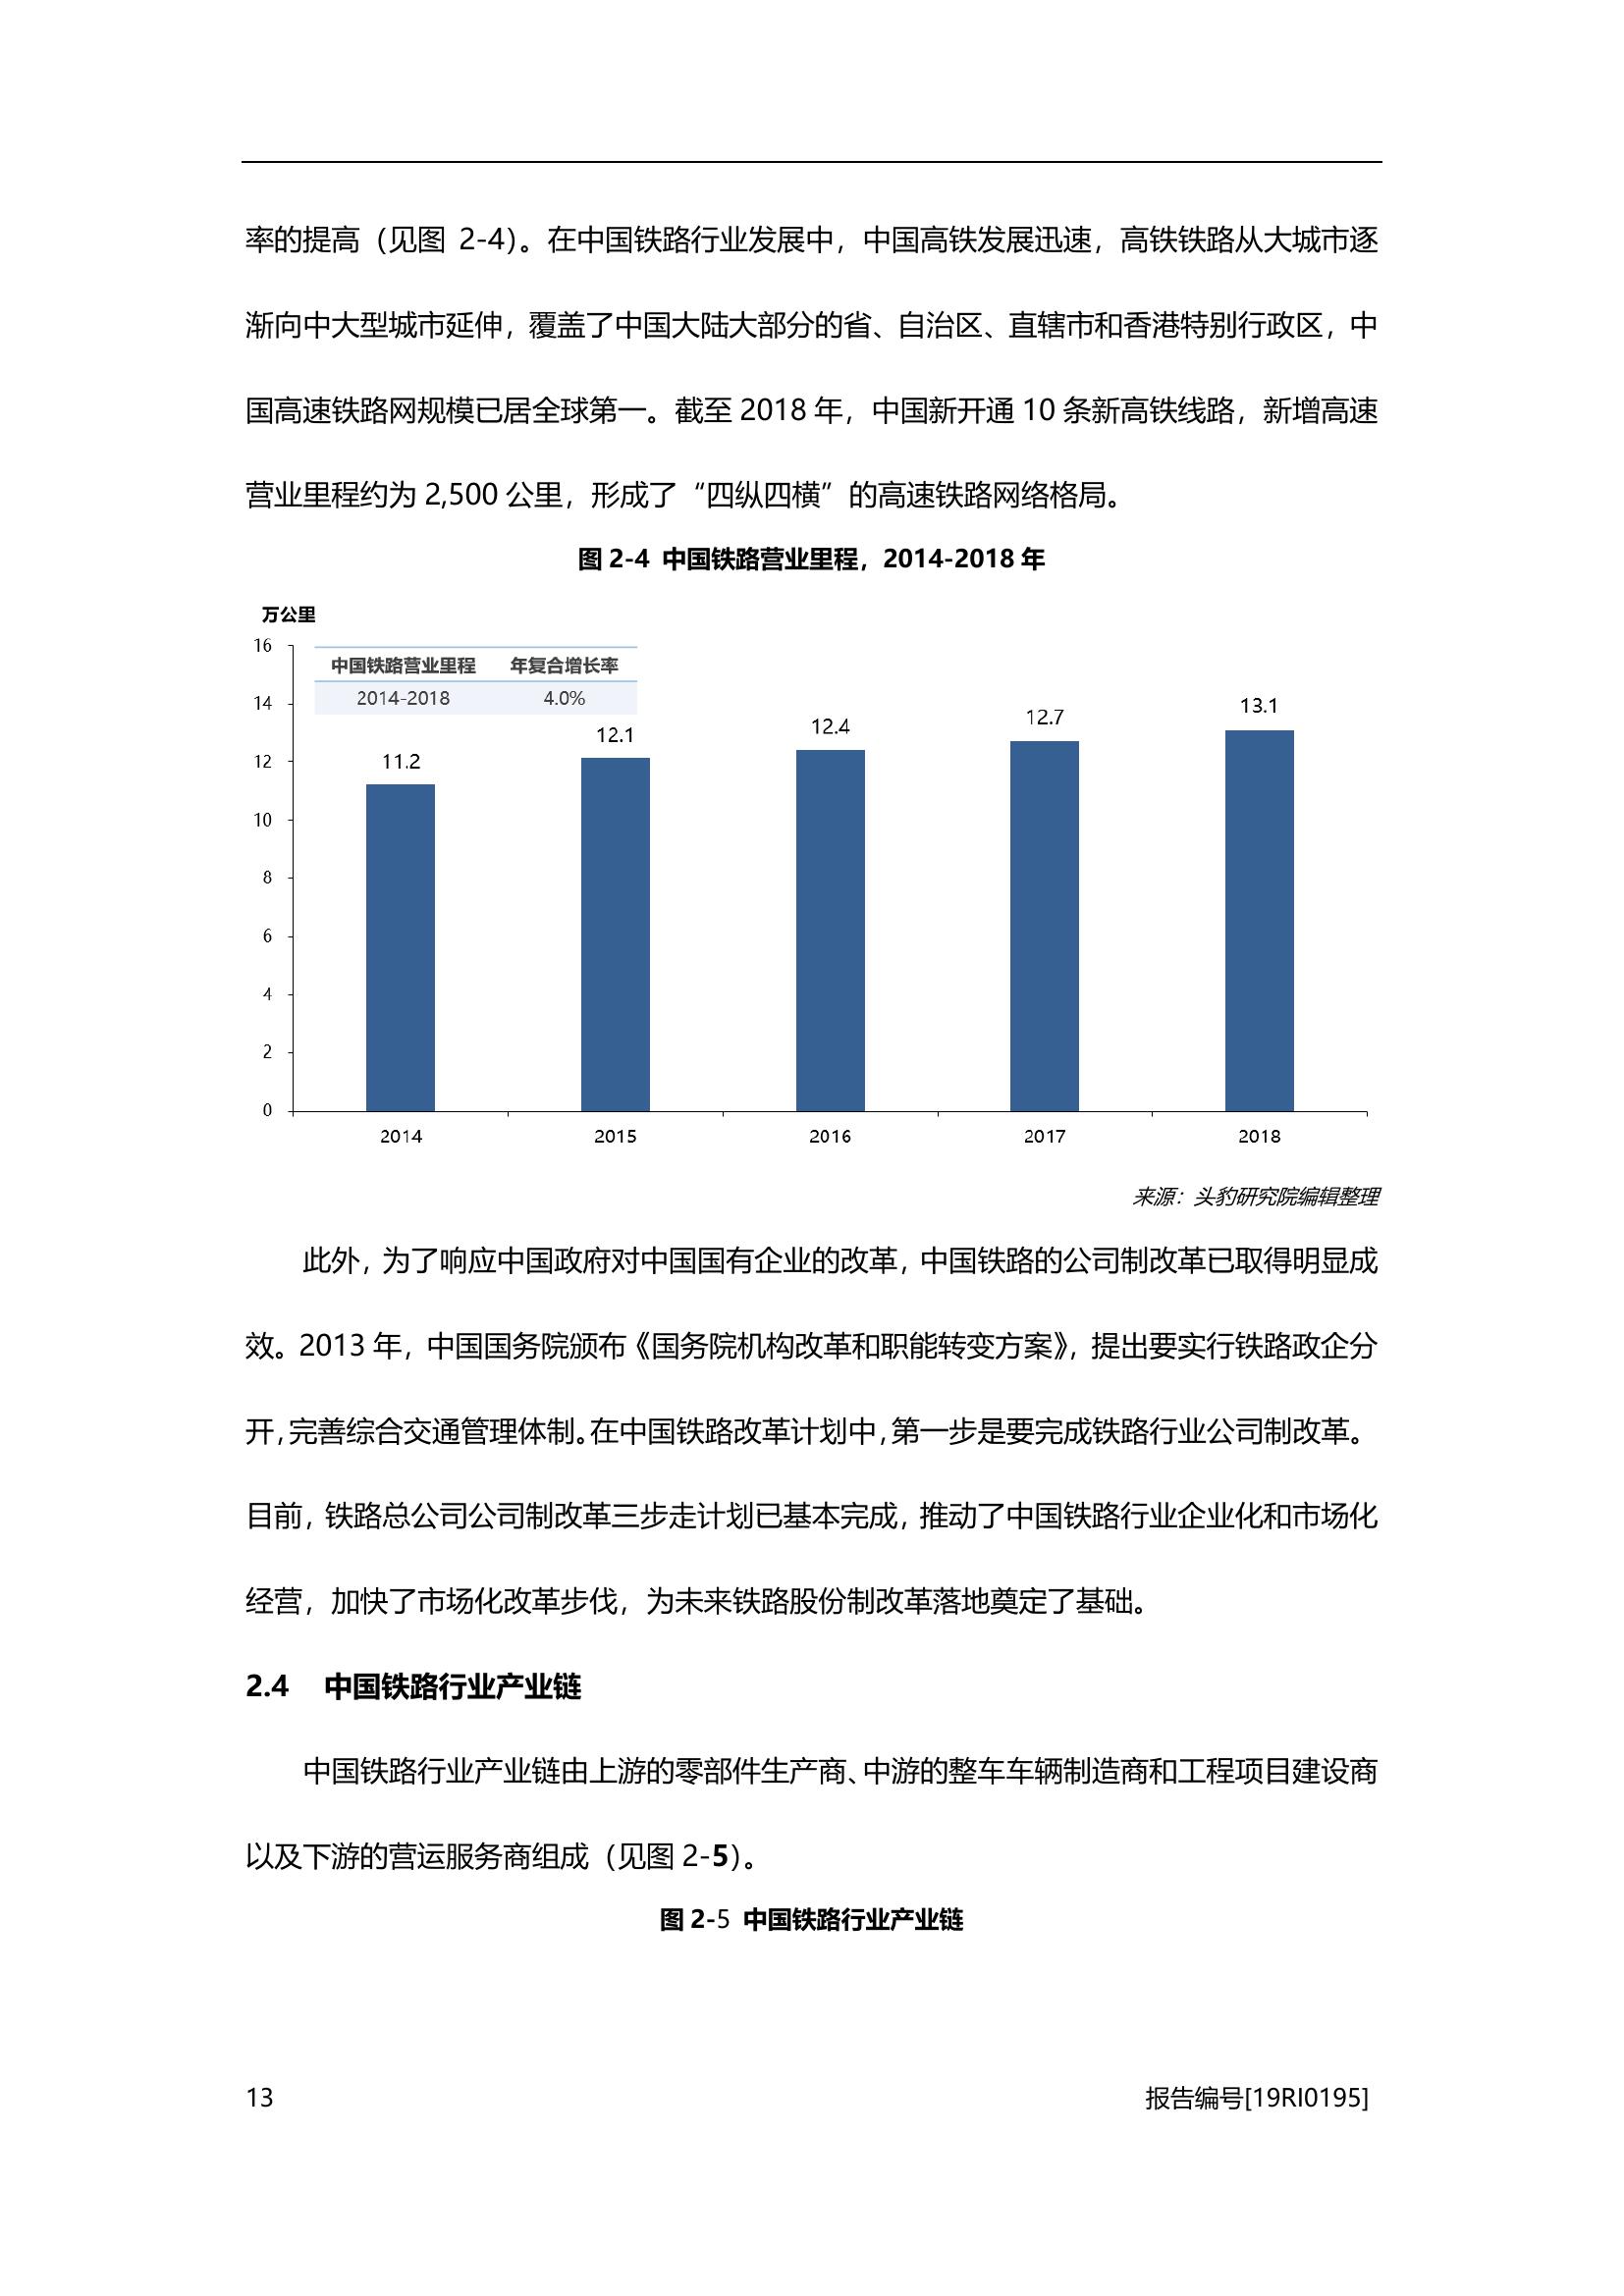 率的提高（见图 2-4）。在中国铁路行业发展中，中国高铁发展迅速，高铁铁路从大城市逐
渐向中大型城市延伸，覆盖了中国大陆大部分的省、自治区、直辖市和香港特别行政区，中
国高速铁路网规模已居全球第一。截至 2018 年，中国新开通 10 条新高铁线路，新增高速
营业里程约为 2,500 公里，形成了“四纵四横”的高速铁路网络格局。
图 2-4 中国铁路营业里程，2014-2018 年
万公里
16
中国铁路营业里程 年复合增长率
2014-2018 4.0%
14
12
10
8
6
4
2
0
11.2
12.1
12.4
12.7
13.1
2014 2015 2016 2017 2018
来源：头豹研究院编辑整理
此外，为了响应中国政府对中国国有企业的改革，中国铁路的公司制改革已取得明显成
效。2013 年，中国国务院颁布《国务院机构改革和职能转变方案》，提出要实行铁路政企分
开，完善综合交通管理体制。在中国铁路改革计划中，第一步是要完成铁路行业公司制改革。
目前，铁路总公司公司制改革三步走计划已基本完成，推动了中国铁路行业企业化和市场化
经营，加快了市场化改革步伐，为未来铁路股份制改革落地奠定了基础。
2.4 中国铁路行业产业链
中国铁路行业产业链由上游的零部件生产商、中游的整车车辆制造商和工程项目建设商
以及下游的营运服务商组成（见图 2-5）。
图 2-5 中国铁路行业产业链
13
报告编号[19RI0195]